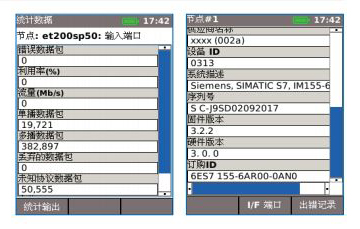 统计数据 17:42
节点: et200sp50: 输入端口
错误数据包
0
利用率(%)
0
流量(Mb/s)
0
单播数据包
19,721
多播数据包
382,897
丢弃的数据包
0
未知协议数据包
50,555
统计输出
节点#1 17:42
供应商名称
xxxx (002a)
设备 ID
0313
系统描述
Siemens, SIMATIC S7, IM155-6
序列号
S C-J9SD02092017
固件版本
3.2.2
硬件版本
3. 0. 0
订购ID
6ES7 155-6AR00-0AN0
I/F 端口 出错记录